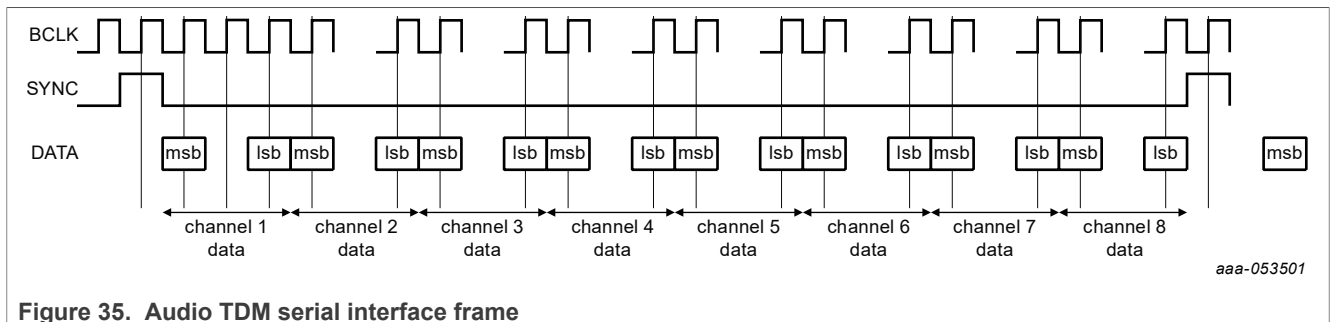 BCLK
SYNC
DATA msb lsb msb lsb msb lsb msb lsb msb lsb msb lsb msb lsb msb lsb msb
channel 1 channel 2 channel 3 channel 4 channel 5 channel 6 channel 7 channel 8
data data data data data data data data
aaa-053501
Figure 35. Audio TDM serial interface frame